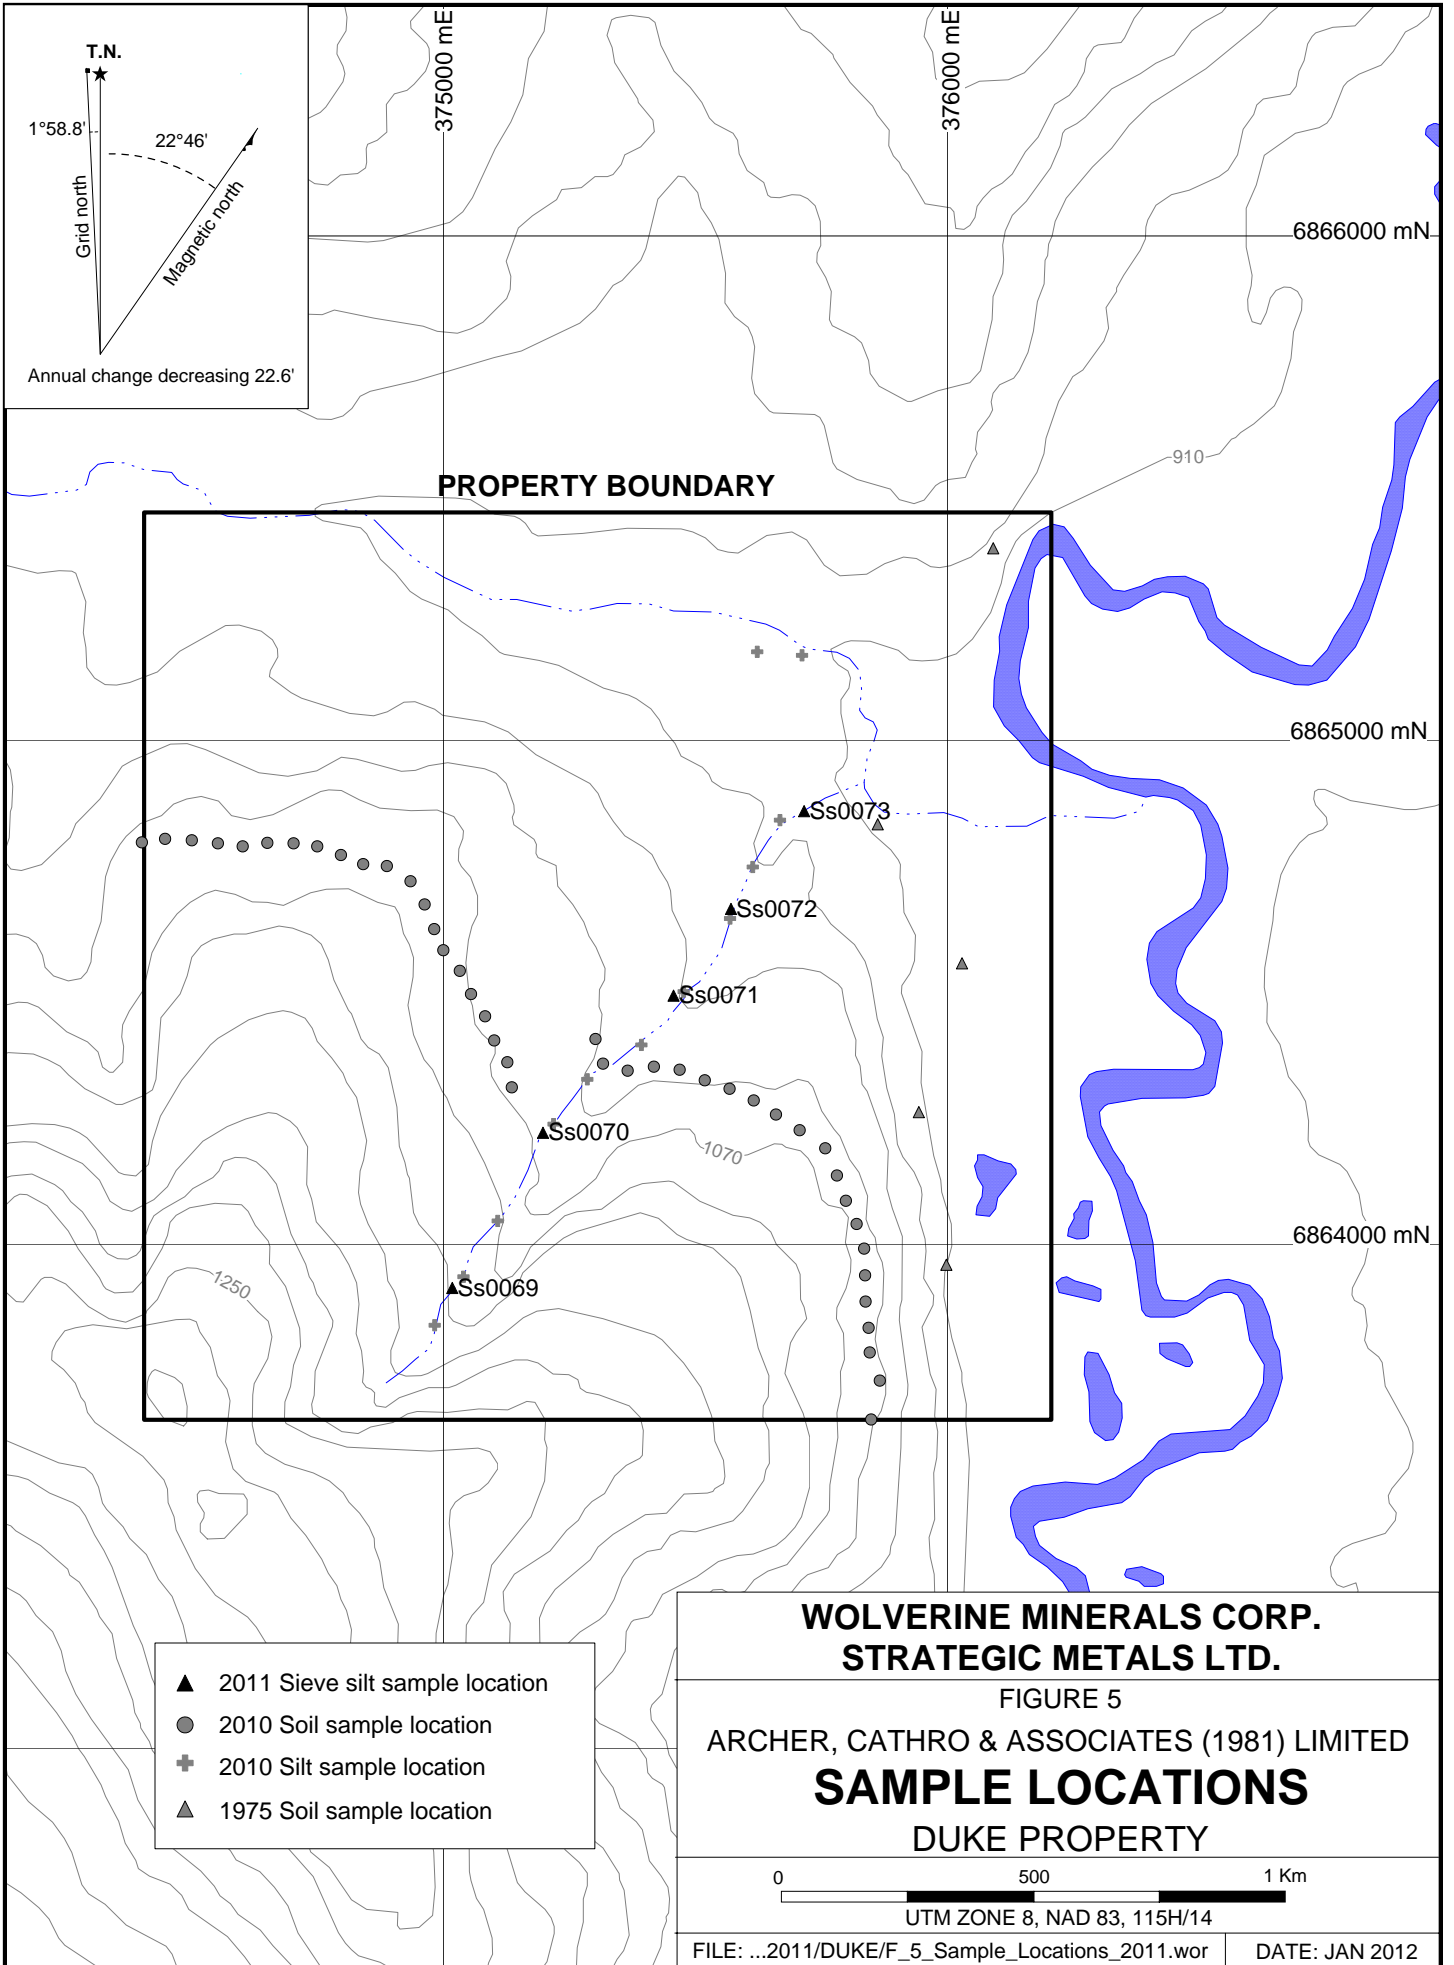 T.N.
1°58.8'
22°46'
Grid north
Magnetic north
Annual change decreasing 22.6'
375000 mE
376000 mE
6866000 mN
910
PROPERTY BOUNDARY
6865000 mN
Ss0073
Ss0072
Ss0071
Ss0070
1070
6864000 mN
1250
Ss0069
2011 Sieve silt sample location
2010 Soil sample location
2010 Silt sample location
1975 Soil sample location
WOLVERINE MINERALS CORP.
STRATEGIC METALS LTD.
FIGURE 5
ARCHER, CATHRO & ASSOCIATES (1981) LIMITED
SAMPLE LOCATIONS
DUKE PROPERTY
0 500 1 Km
UTM ZONE 8, NAD 83, 115H/14
FILE: ...2011/DUKE/F_5_Sample_Locations_2011.wor
DATE: JAN 2012